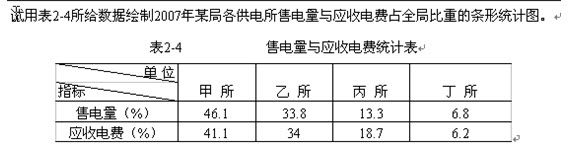 试用表2-4所给数据绘制2007年某局各供电所售电量与应收电费占全局比重的条形统计图。
表2-4 售电量与应收电费统计表
单 位
指标 甲 所 乙 所 丙 所 丁 所
售电量（%） 46.1 33.8 13.3 6.8
应收电费（%） 41.1 34 18.7 6.2